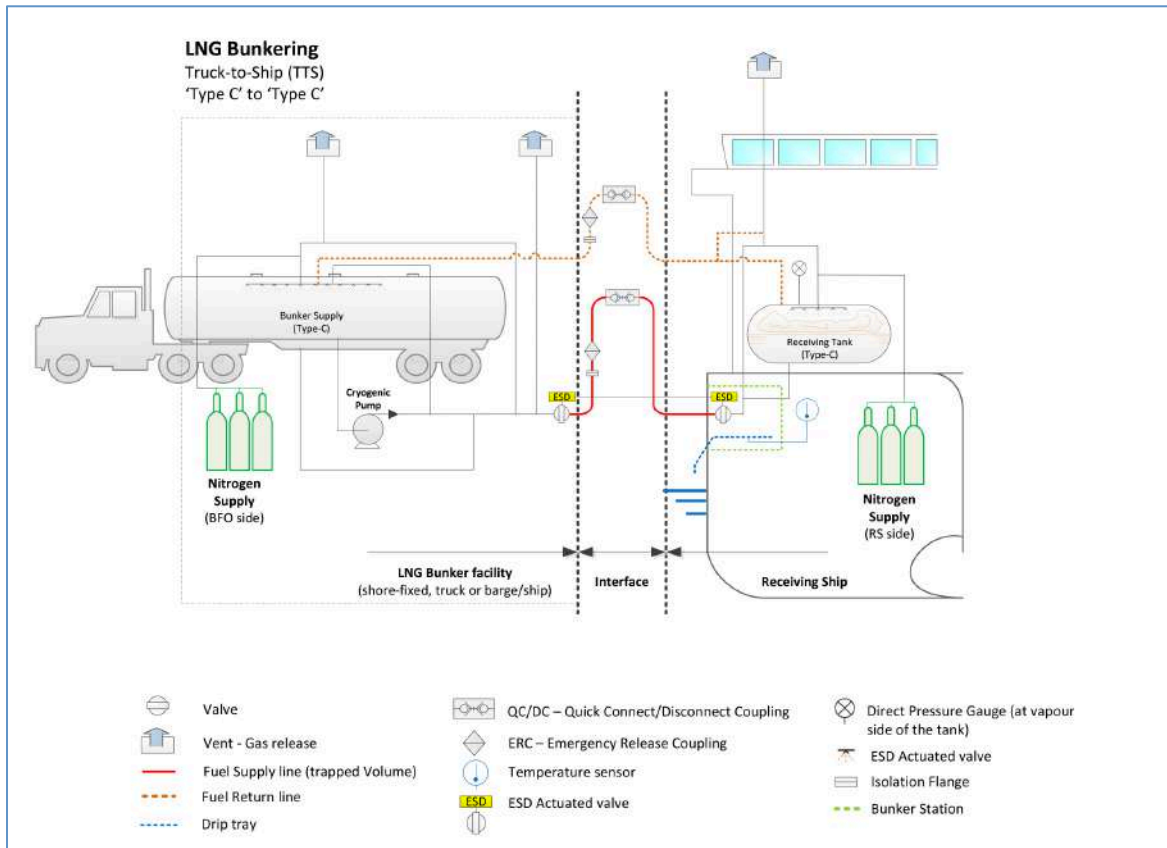 LNG Bunkering
Truck-to-Ship (TTS)
‘Type C’ to ‘Type C’
Bunker Supply
(Type-C)
Receiving Tank
(Type-C)
Cryogenic
Pump
ESD
ESD
Nitrogen
Supply
(BFO side)
Nitrogen
Supply
(RS side)
LNG Bunker facility
(shore-fixed, truck or barge/ship)
Interface
Receiving Ship
Valve
Vent - Gas release
Fuel Supply line (trapped Volume)
Fuel Return line
Drip tray
QC/DC – Quick Connect/Disconnect Coupling
ERC – Emergency Release Coupling
Temperature sensor
ESD
ESD Actuated valve
Direct Pressure Gauge (at vapour
side of the tank)
ESD Actuated valve
Isolation Flange
Bunker Station